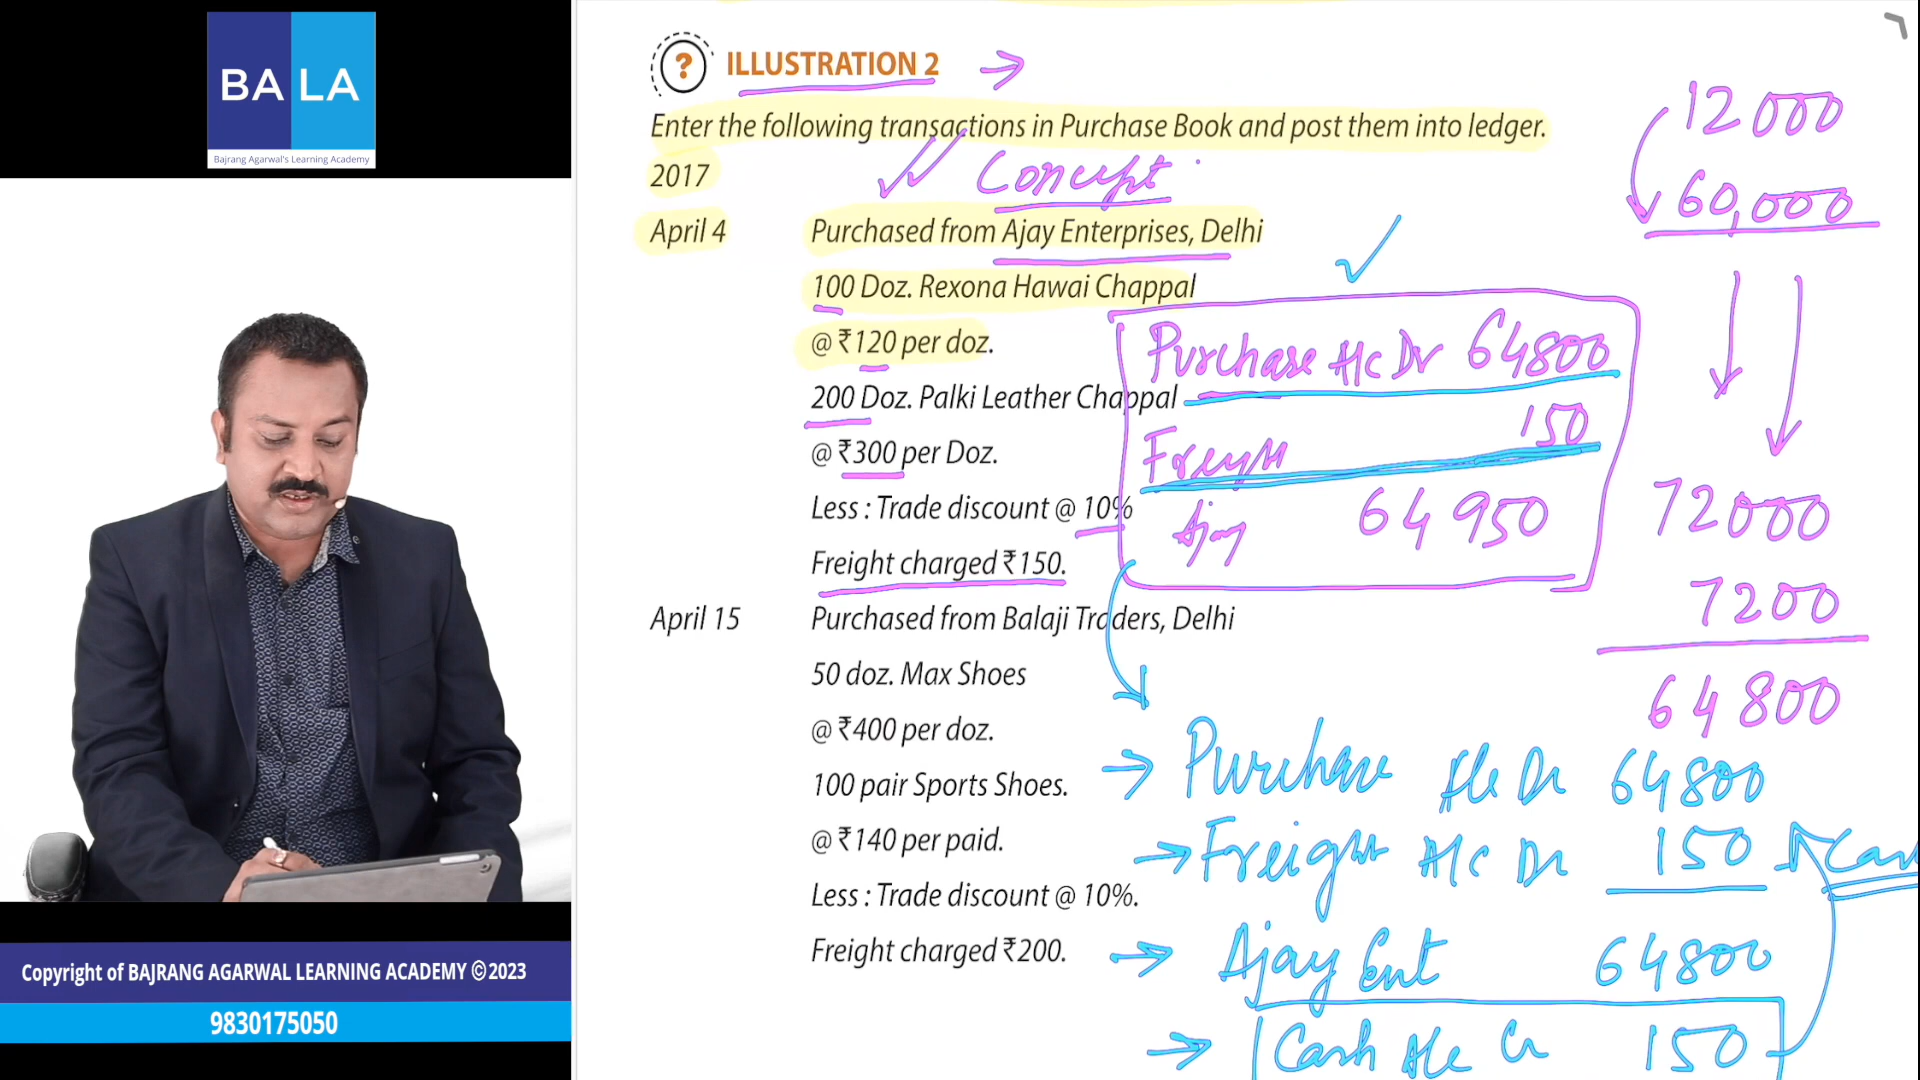 BA LA
Bajrang Agarwal's Learning Academy
Copyright of BAJRANG AGARWAL LEARNING ACADEMY ©2023
9830175050
? ILLUSTRATION 2 →
Enter the following transactions in Purchase Book and post them into ledger.
2017
Concept
April 4 Purchased from Ajay Enterprises, Delhi
100 Doz. Rexona Hawai Chappal
@ ₹120 per doz.
200 Doz. Palki Leather Chappal
@ ₹300 per Doz.
Less : Trade discount @ 10%
Freight charged ₹150.
April 15 Purchased from Balaji Traders, Delhi
50 doz. Max Shoes
@ ₹400 per doz.
100 pair Sports Shoes.
@ ₹140 per paid.
Less : Trade discount @ 10%.
Freight charged ₹200.
Purchase A/c Dr 64800
Freight 150
Ajay 64950
12000
60,000
72000
7200
64800
→ Purchase A/c Dr 64800
→ Freight A/c Dr 150
→ Ajay Ent 64800
→ Cash A/c Cr 150